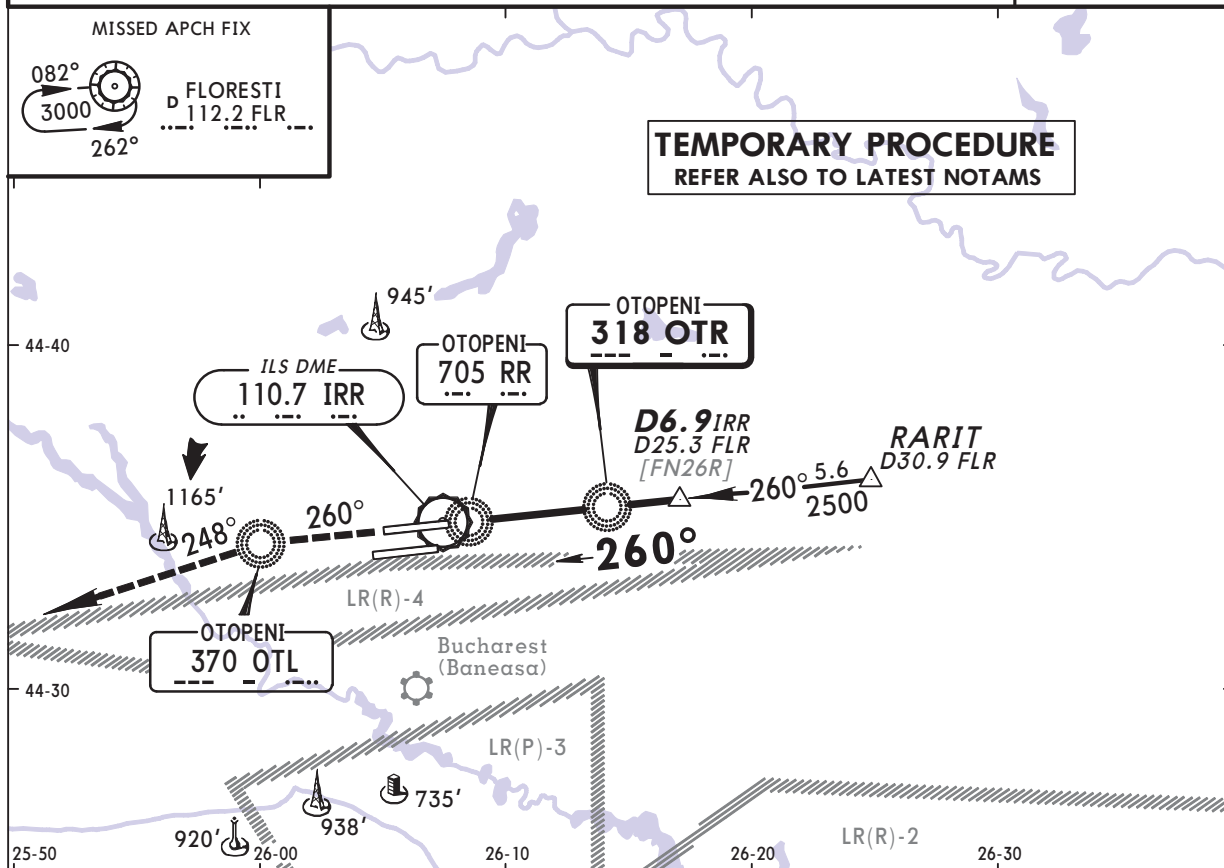 MISSED APCH FIX
082°
3000
262°
D
FLORESTI
112.2 FLR
TEMPORARY PROCEDURE
REFER ALSO TO LATEST NOTAMS
945'
OTOPENI
318 OTR
OTOPENI
705 RR
ILS DME
110.7 IRR
44-40
D6.9 IRR
D25.3 FLR
[FN26R]
RARIT
D30.9 FLR
260° 5.6
2500
1165'
248°
260°
260°
LR(R)-4
OTOPENI
370 OTL
Bucharest
(Baneasa)
44-30
LR(P)-3
735'
938'
920'
LR(R)-2
25-50
26-00
26-10
26-20
26-30